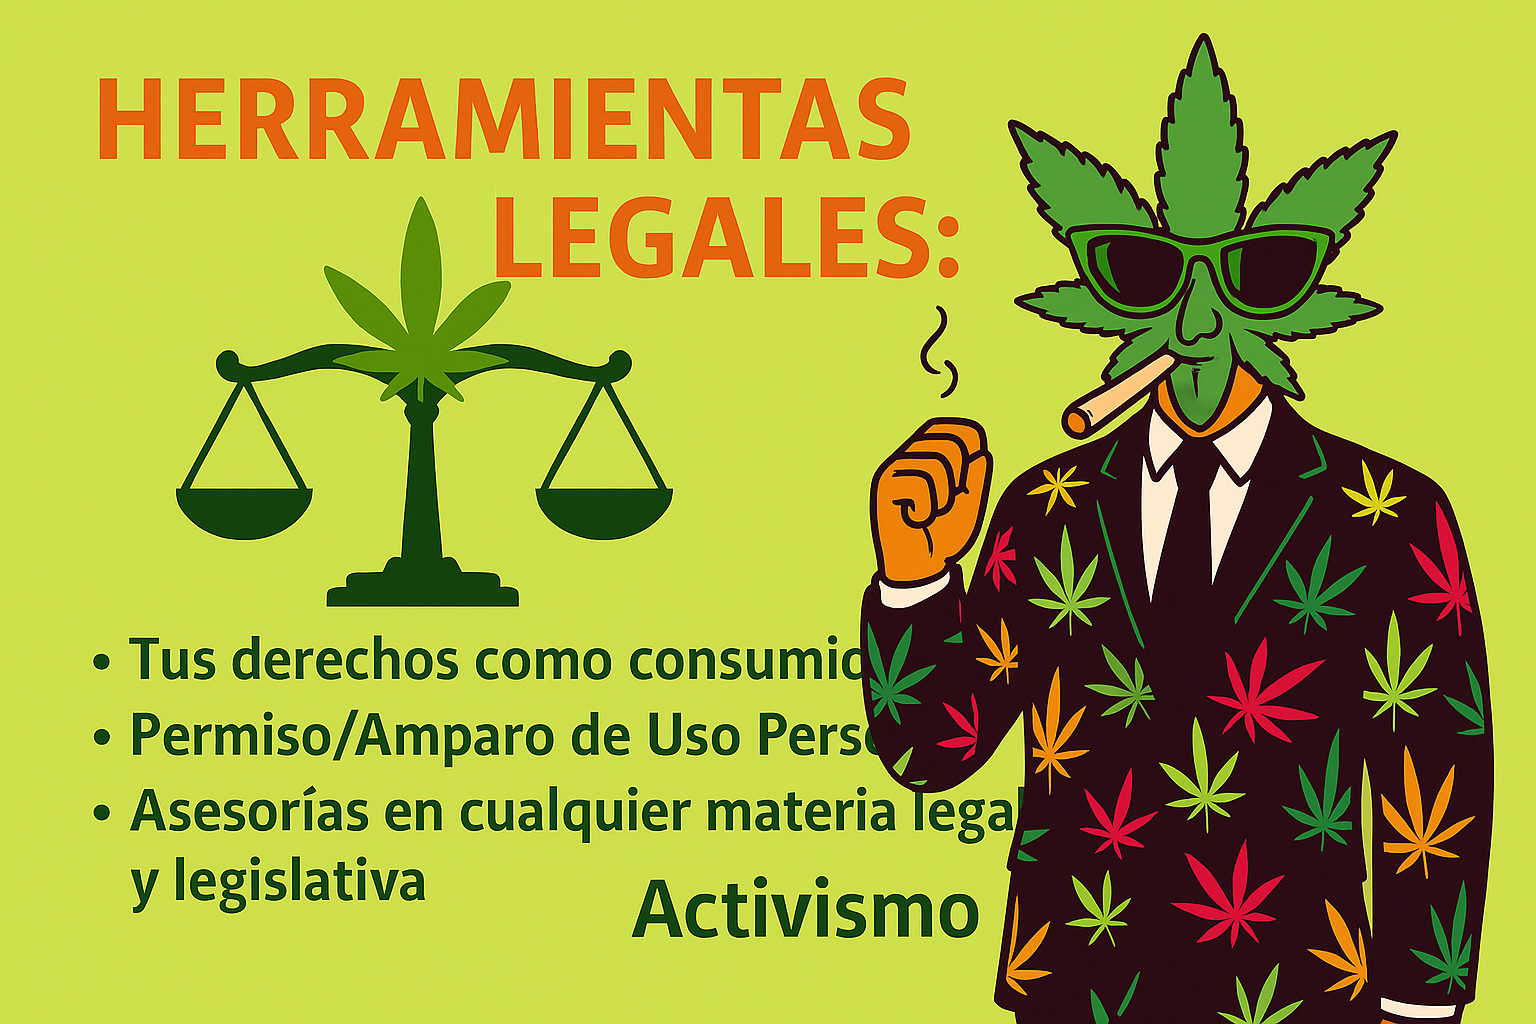 HERRAMIENTAS
LEGALES:
• Tus derechos como
• Permiso/Amparo de Uso
• Asesorías en cualquier materia legal
y legislativa
Activismo